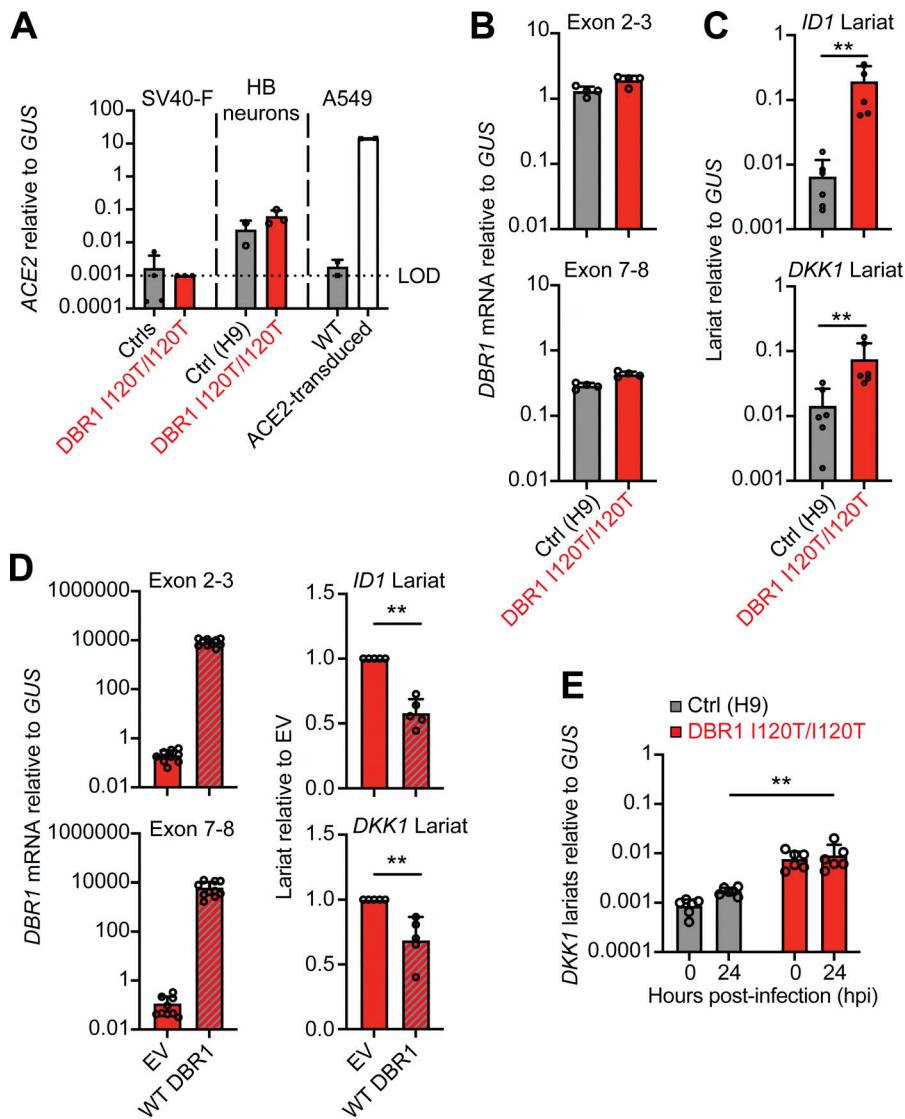 A
ACE2 relative to GUS
SV40-F
HB
neurons
A549
100
10
1
0.1
0.01
0.001
0.0001
LOD
Ctrls
DBR1 I120T/I120T
Ctrl (H9)
DBR1 I120T/I120T
WT
ACE2-transduced
B
DBR1 mRNA relative to GUS
Exon 2-3
10
1
0.1
0.01
Exon 7-8
10
1
0.1
0.01
Ctrl (H9)
DBR1 I120T/I120T
C
Lariat relative to GUS
ID1 Lariat
**
1
0.1
0.01
0.001
DKK1 Lariat
**
1
0.1
0.01
0.001
Ctrl (H9)
DBR1 I120T/I120T
D
DBR1 mRNA relative to GUS
Exon 2-3
1000000
10000
100
1
0.01
Exon 7-8
1000000
10000
100
1
0.01
EV
WT DBR1
Lariat relative to EV
ID1 Lariat
**
1.5
1.0
0.5
0.0
DKK1 Lariat
**
1.5
1.0
0.5
0.0
EV
WT DBR1
E
Ctrl (H9)
DBR1 I120T/I120T
DKK1 lariats relative to GUS
**
1
0.1
0.01
0.001
0.0001
0
24
0
24
Hours post-infection (hpi)